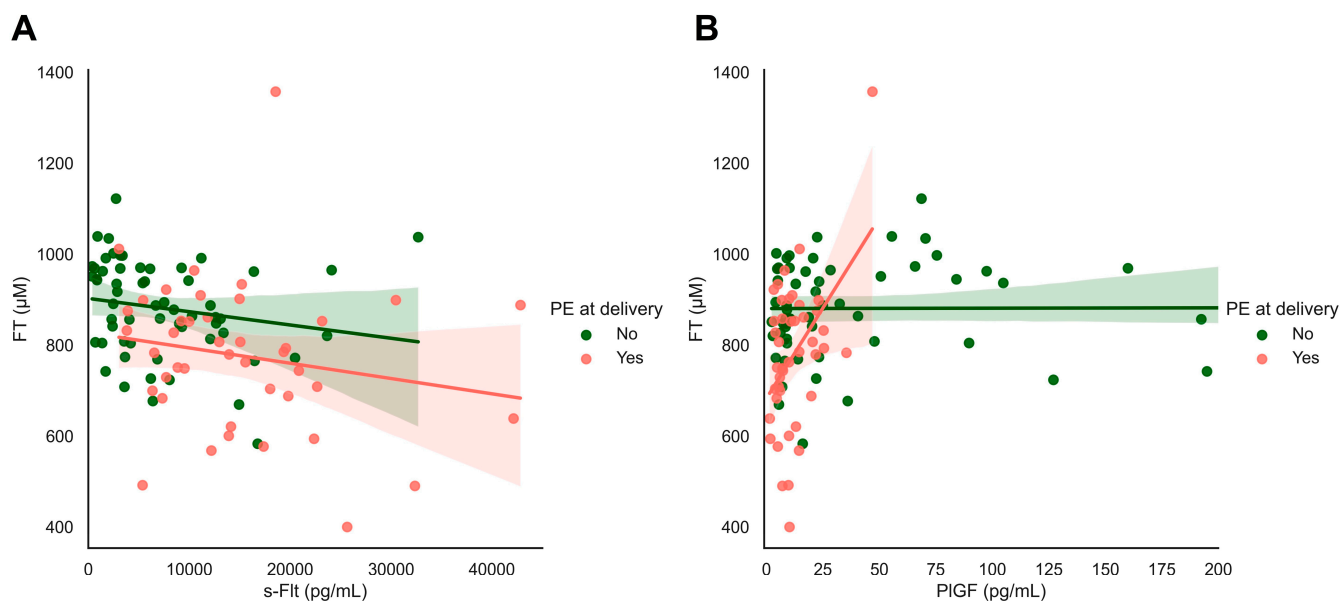 A
B
FT (µM)
1400
1200
1000
800
600
400
0
10000
20000
30000
40000
s-Flt (pg/mL)
PE at delivery
No
Yes
FT (µM)
1400
1200
1000
800
600
400
0
25
50
75
100
125
150
175
200
PlGF (pg/mL)
PE at delivery
No
Yes